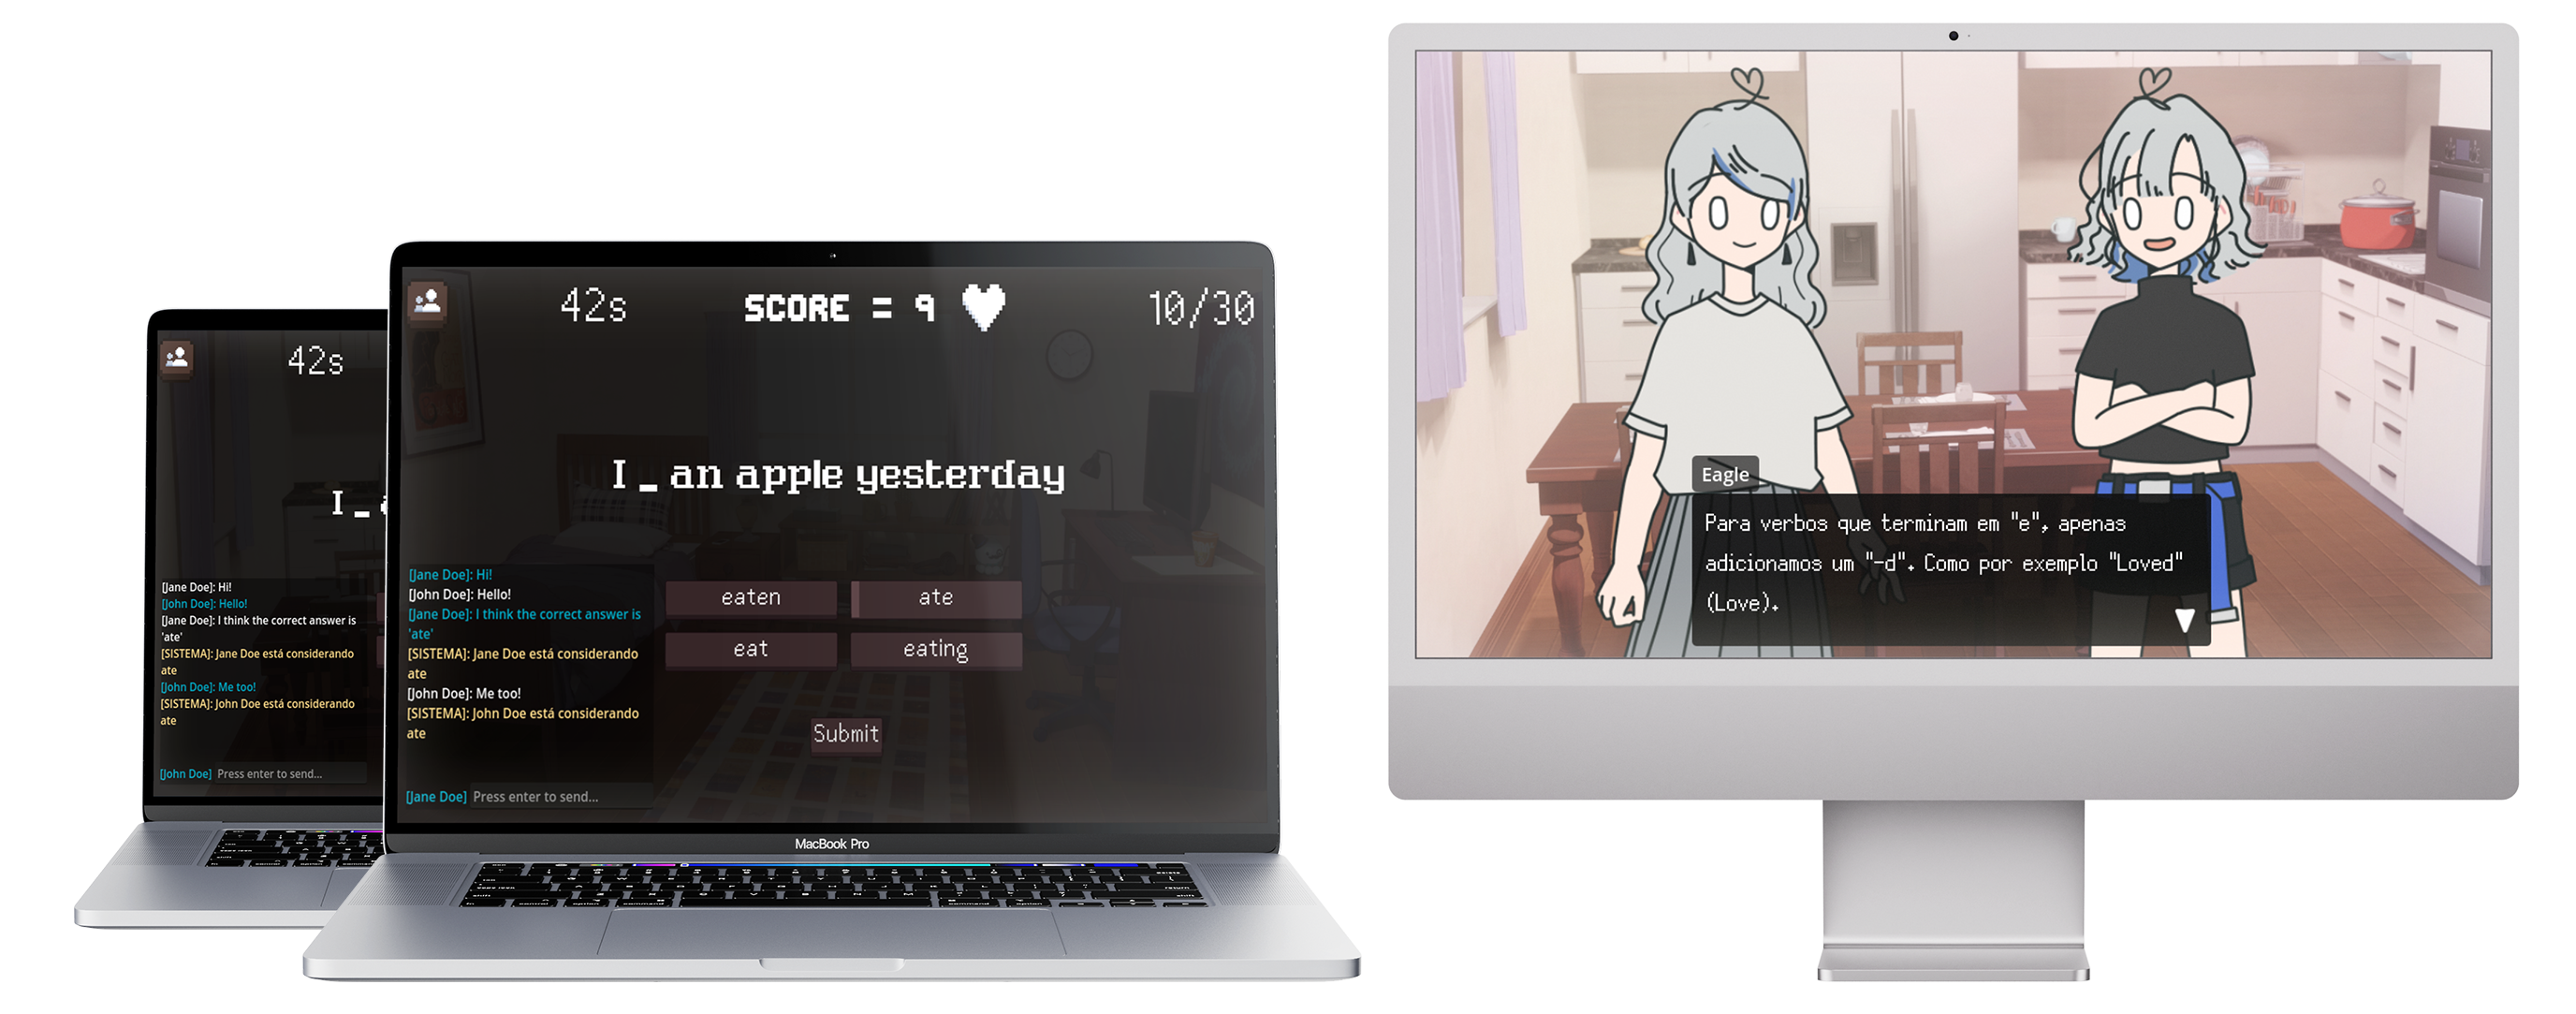 42s
I _
[Jane Doe]: Hi!
[John Doe]: Hello!
[Jane Doe]: I think the correct answer is
'ate'
[SISTEMA]: Jane Doe está considerando
ate
[John Doe]: Me too!
[SISTEMA]: John Doe está considerando
ate
[John Doe] Press enter to send...
42s SCORE = 9 10/30
I _ an apple yesterday
[Jane Doe]: Hi!
[John Doe]: Hello!
[Jane Doe]: I think the correct answer is
'ate'
[SISTEMA]: Jane Doe está considerando
ate
[John Doe]: Me too!
[SISTEMA]: John Doe está considerando
ate
[Jane Doe] Press enter to send...
eaten ate
eat eating
Submit
MacBook Pro
Eagle
Para verbos que terminam em "e", apenas
adicionamos um "-d". Como por exemplo "Loved"
(Love).